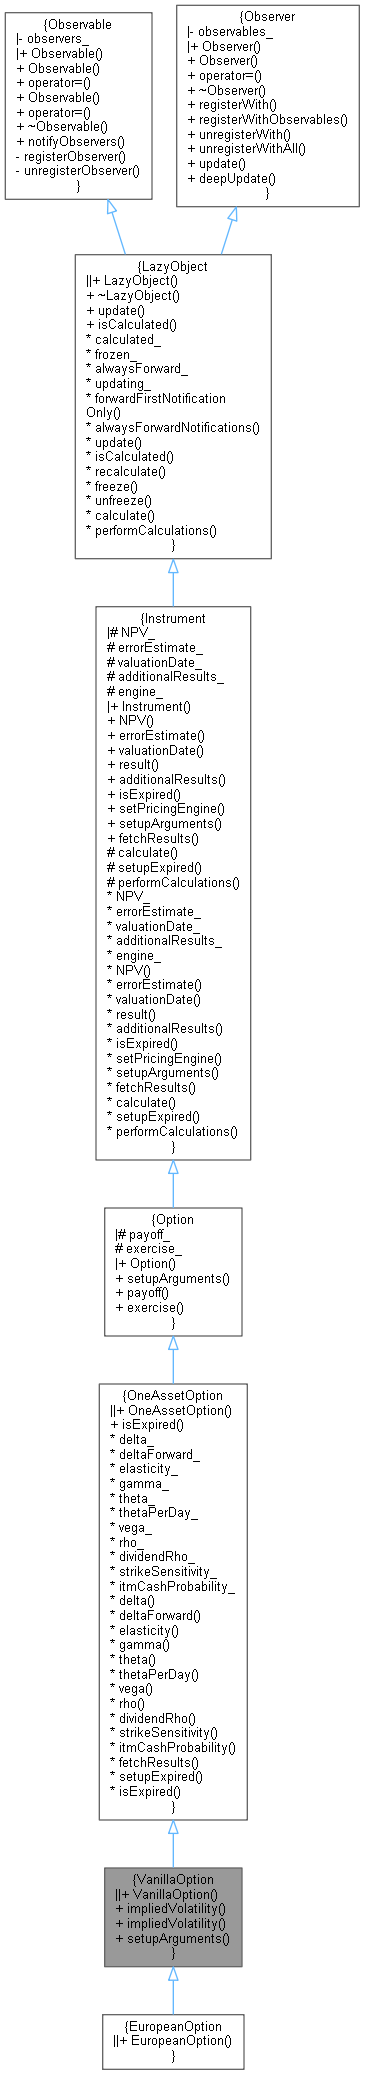 {Observable
|- observers_
|+ Observable()
+ Observable()
+ operator=()
+ Observable()
+ operator=()
+ ~Observable()
+ notifyObservers()
- registerObserver()
- unregisterObserver()
}
{Observer
|- observables_
|+ Observer()
+ Observer()
+ operator=()
+ ~Observer()
+ registerWith()
+ registerWithObservables()
+ unregisterWith()
+ unregisterWithAll()
+ update()
+ deepUpdate()
}
{LazyObject
||+ LazyObject()
+ ~LazyObject()
+ update()
+ isCalculated()
* calculated_
* frozen_
* alwaysForward_
* updating_
* forwardFirstNotification
Only()
* alwaysForwardNotifications()
* update()
* isCalculated()
* recalculate()
* freeze()
* unfreeze()
* calculate()
* performCalculations()
}
{Instrument
|# NPV_
# errorEstimate_
# valuationDate_
# additionalResults_
# engine_
|+ Instrument()
+ NPV()
+ errorEstimate()
+ valuationDate()
+ result()
+ additionalResults()
+ isExpired()
+ setPricingEngine()
+ setupArguments()
+ fetchResults()
# calculate()
# setupExpired()
# performCalculations()
* NPV_
* errorEstimate_
* valuationDate_
* additionalResults_
* engine_
* NPV()
* errorEstimate()
* valuationDate()
* result()
* additionalResults()
* isExpired()
* setPricingEngine()
* setupArguments()
* fetchResults()
* calculate()
* setupExpired()
* performCalculations()
}
{Option
|# payoff_
# exercise_
|+ Option()
+ setupArguments()
+ payoff()
+ exercise()
}
{OneAssetOption
||+ OneAssetOption()
+ isExpired()
* delta_
* deltaForward_
* elasticity_
* gamma_
* theta_
* thetaPerDay_
* vega_
* rho_
* dividendRho_
* strikeSensitivity_
* itmCashProbability_
* delta()
* deltaForward()
* elasticity()
* gamma()
* theta()
* thetaPerDay()
* vega()
* rho()
* dividendRho()
* strikeSensitivity()
* itmCashProbability()
* fetchResults()
* setupExpired()
* isExpired()
}
{VanillaOption
||+ VanillaOption()
+ impliedVolatility()
+ impliedVolatility()
+ setupArguments()
}
{EuropeanOption
||+ EuropeanOption()
}